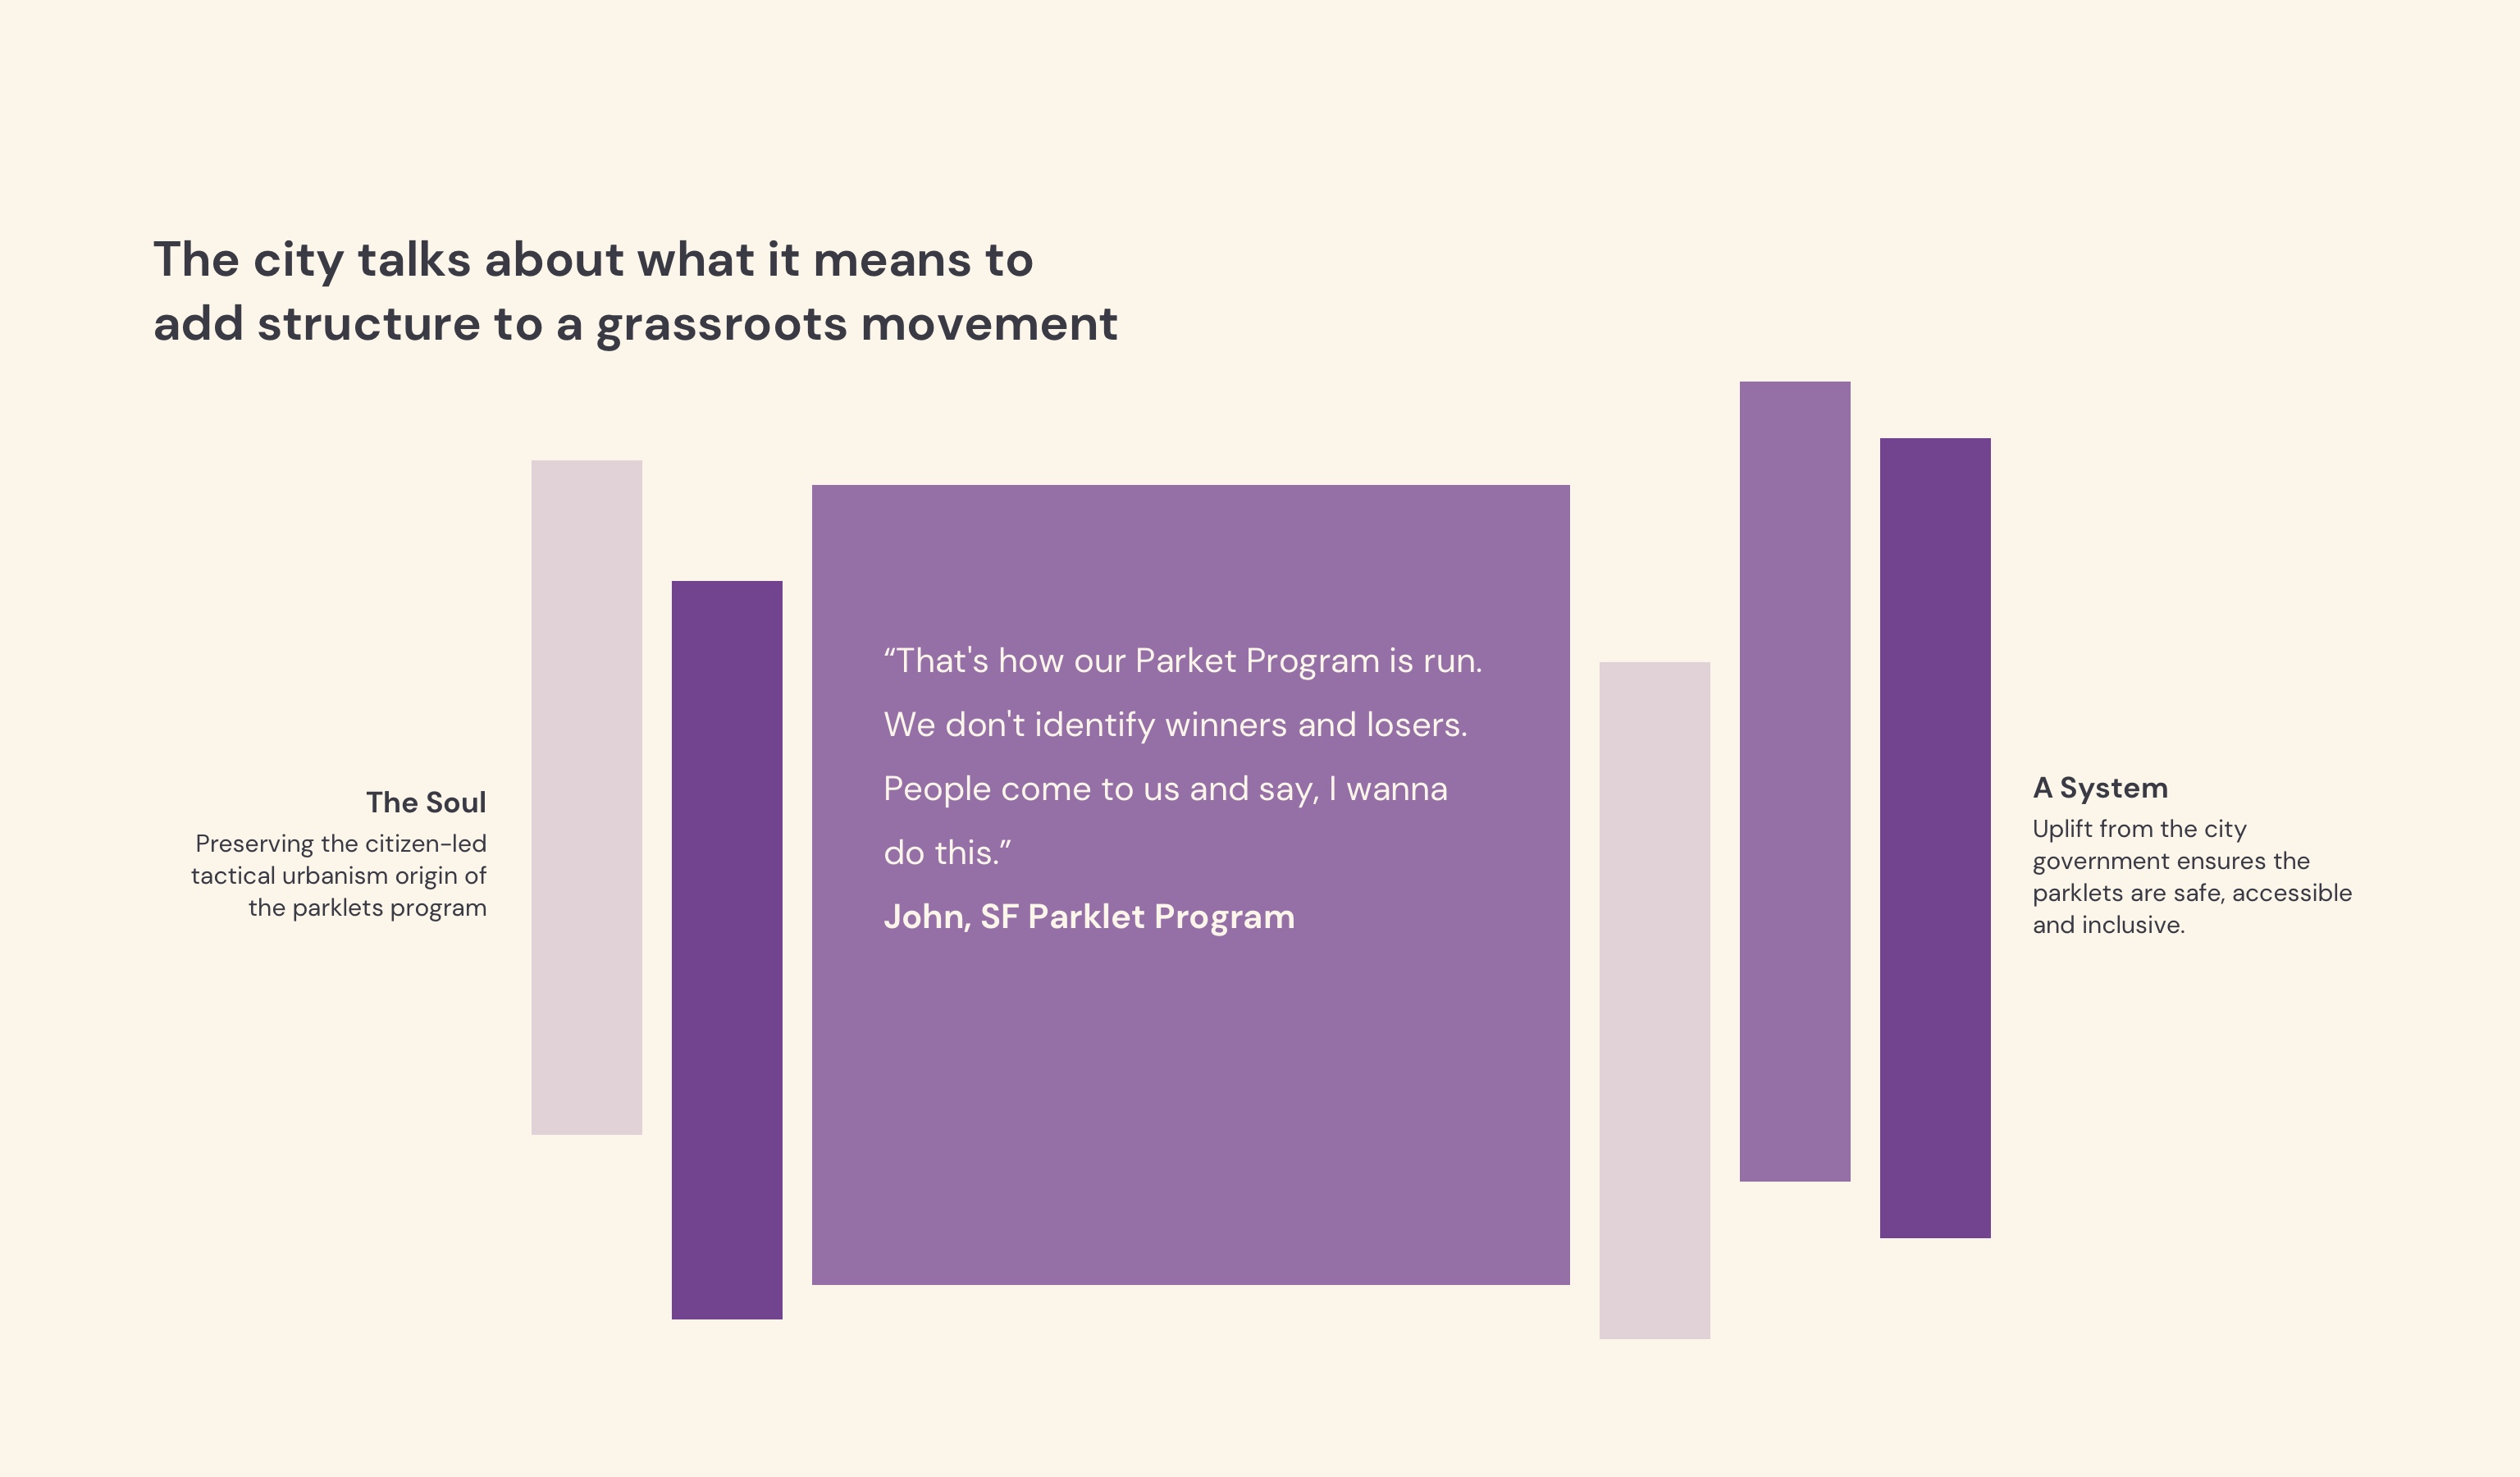 The city talks about what it means to
add structure to a grassroots movement
The Soul
Preserving the citizen-led
tactical urbanism origin of
the parklets program
“That's how our Parket Program is run.
We don't identify winners and losers.
People come to us and say, I wanna
do this.”
John, SF Parklet Program
A System
Uplift from the city
government ensures the
parklets are safe, accessible
and inclusive.